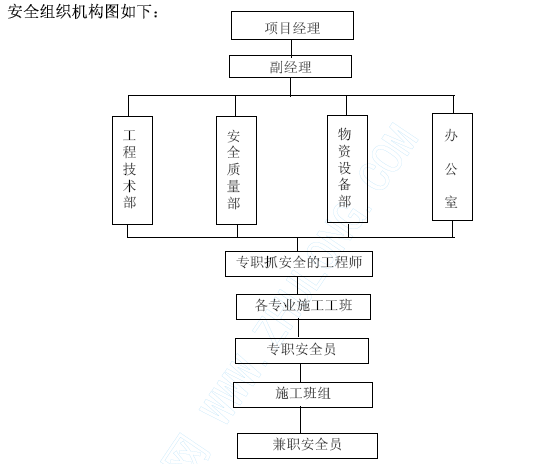 安全组织机构图如下：
项目经理
副经理
工程技术部
安全质量部
物资设备部
办公室
专职抓安全的工程师
各专业施工工班
专职安全员
施工班组
兼职安全员